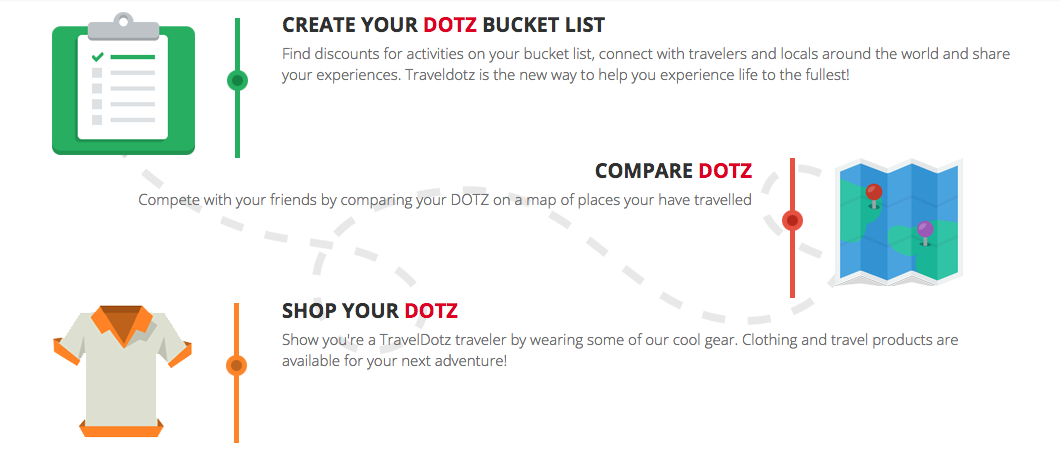 CREATE YOUR DOTZ BUCKET LIST
Find discounts for activities on your bucket list, connect with travelers and locals around the world and share
your experiences. Traveldotz is the new way to help you experience life to the fullest!
COMPARE DOTZ
Compete with your friends by comparing your DOTZ on a map of places your have travelled
SHOP YOUR DOTZ
Show you're a TravelDotz traveler by wearing some of our cool gear. Clothing and travel products are
available for your next adventure!